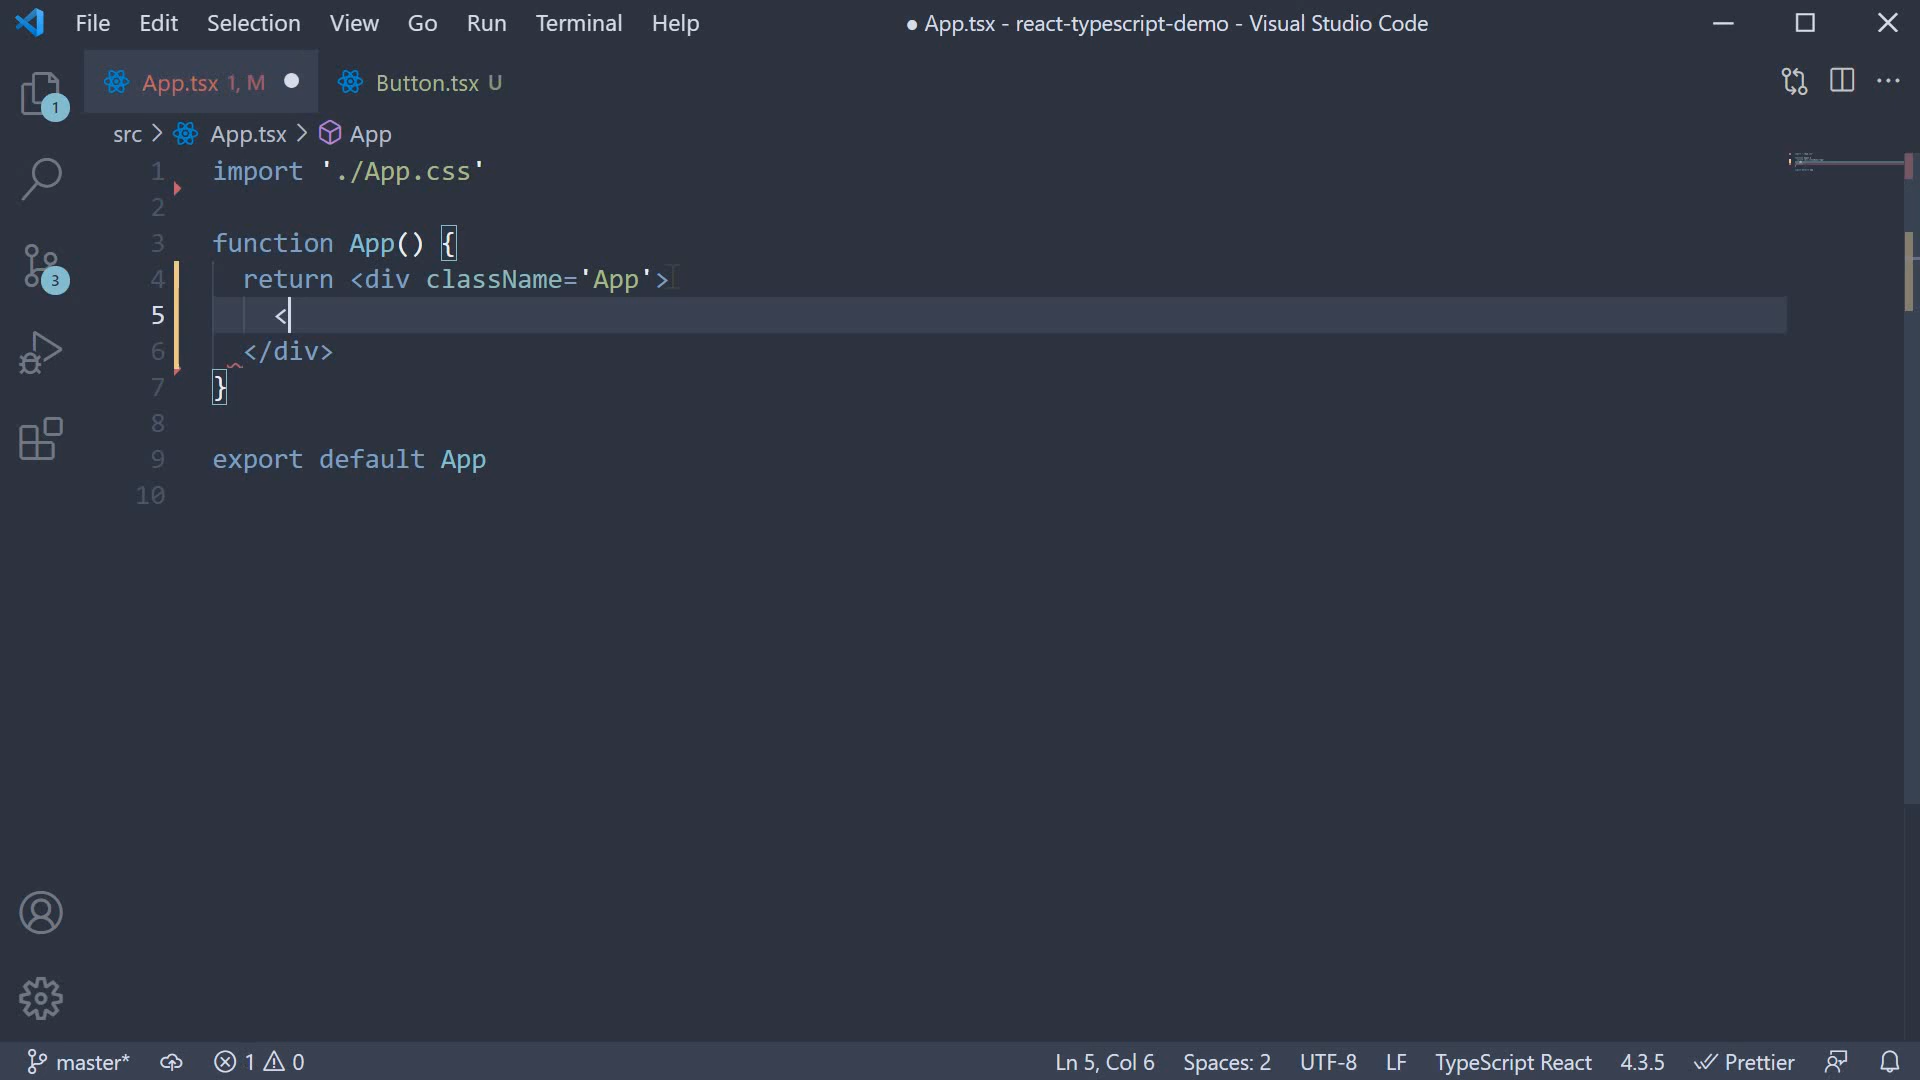 File Edit Selection View Go Run Terminal Help ● App.tsx - react-typescript-demo - Visual Studio Code
App.tsx 1, M Button.tsx U
1
src > App.tsx > App
1 import './App.css'
2
3 function App() {
4 return <div className='App'>
3
5 <
6 </div>
7 }
8
9 export default App
10
master* 1 0 Ln 5, Col 6 Spaces: 2 UTF-8 LF TypeScript React 4.3.5 Prettier